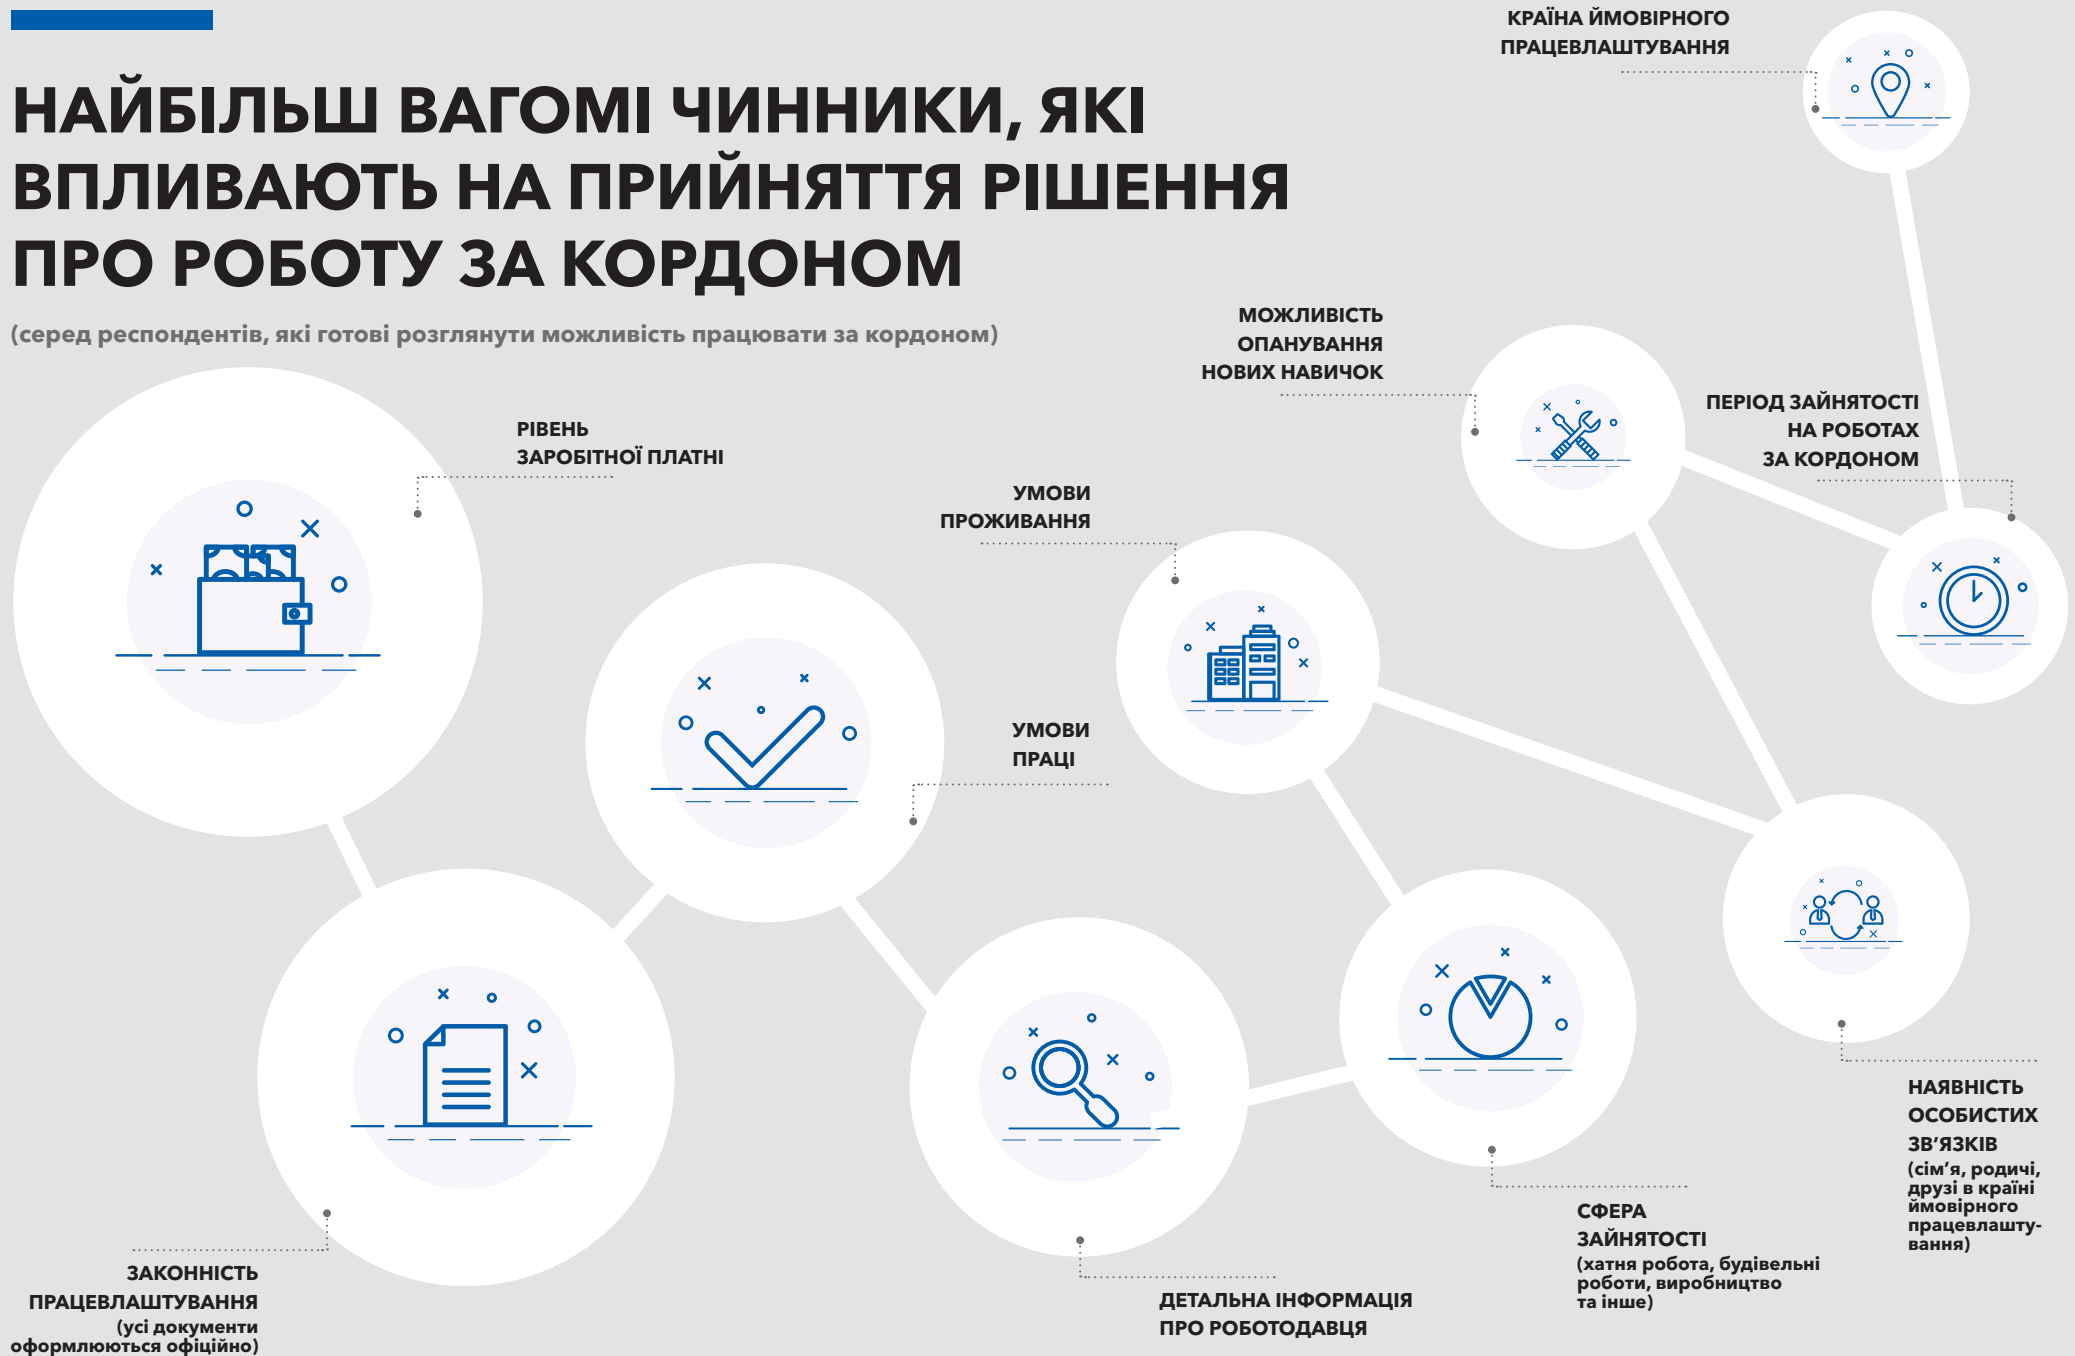 НАЙБІЛЬШ ВАГОМІ ЧИННИКИ, ЯКІ
ВПЛИВАЮТЬ НА ПРИЙНЯТТЯ РІШЕННЯ
ПРО РОБОТУ ЗА КОРДОНОМ
(серед респондентів, які готові розглянути можливість працювати за кордоном)
КРАЇНА ЙМОВІРНОГО
ПРАЦЕВЛАШТУВАННЯ
МОЖЛИВІСТЬ
ОПАНУВАННЯ
НОВИХ НАВИЧОК
ПЕРІОД ЗАЙНЯТОСТІ
НА РОБОТАХ
ЗА КОРДОНОМ
РІВЕНЬ
ЗАРОБІТНОЇ ПЛАТНІ
УМОВИ
ПРОЖИВАННЯ
УМОВИ
ПРАЦІ
НАЯВНІСТЬ
ОСОБИСТИХ
ЗВ’ЯЗКІВ
(сім’я, родичі,
друзі в країні
ймовірного
працевлашту-
вання)
СФЕРА
ЗАЙНЯТОСТІ
(хатня робота, будівельні
роботи, виробництво
та інше)
ЗАКОННІСТЬ
ПРАЦЕВЛАШТУВАННЯ
(усі документи
оформлюються офіційно)
ДЕТАЛЬНА ІНФОРМАЦІЯ
ПРО РОБОТОДАВЦЯ